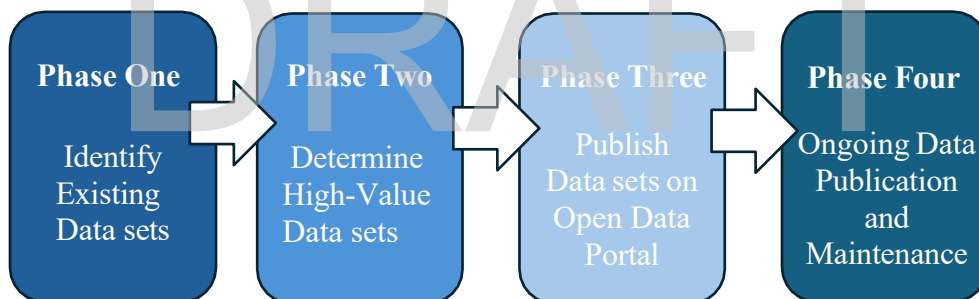 DRAFT
Phase One
Identify
Existing
Data sets
Phase Two
Determine
High-Value
Data sets
Phase Three
Publish
Data sets on
Open Data
Portal
Phase Four
Ongoing Data
Publication
and
Maintenance